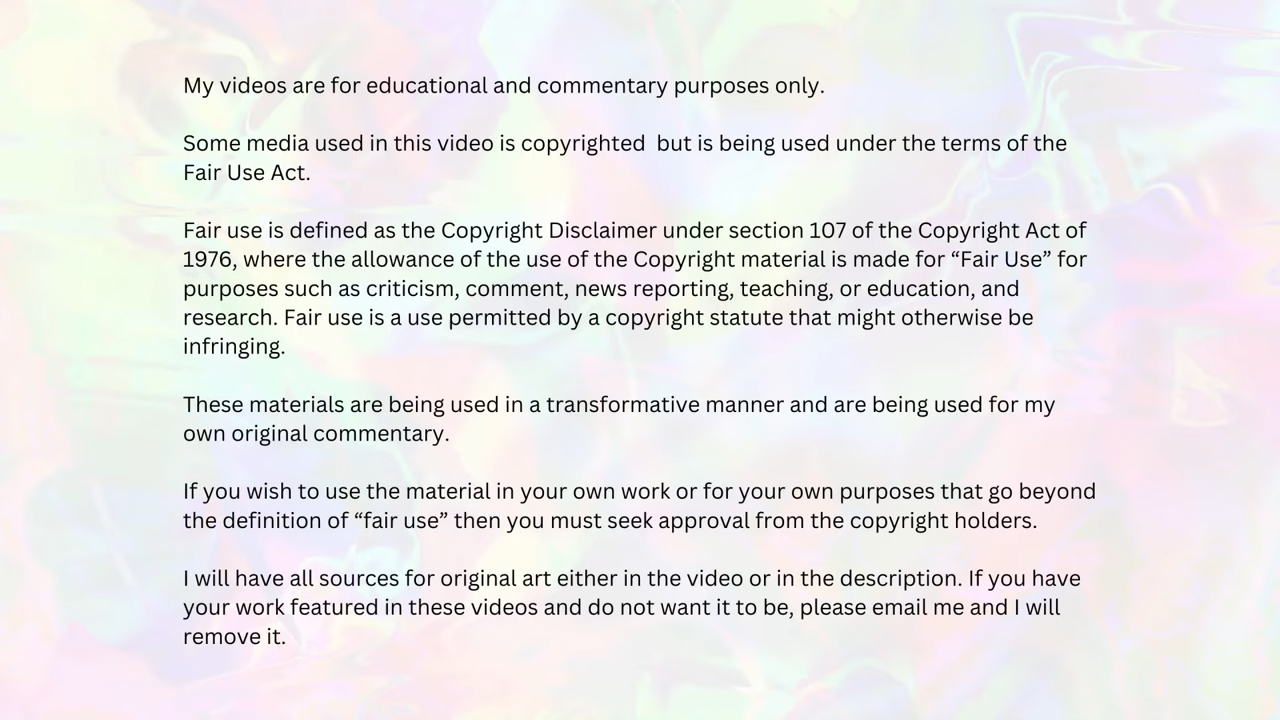 My videos are for educational and commentary purposes only.
Some media used in this video is copyrighted  but is being used under the terms of the
Fair Use Act.
Fair use is defined as the Copyright Disclaimer under section 107 of the Copyright Act of
1976, where the allowance of the use of the Copyright material is made for “Fair Use” for
purposes such as criticism, comment, news reporting, teaching, or education, and
research. Fair use is a use permitted by a copyright statute that might otherwise be
infringing.
These materials are being used in a transformative manner and are being used for my
own original commentary.
If you wish to use the material in your own work or for your own purposes that go beyond
the definition of “fair use” then you must seek approval from the copyright holders.
I will have all sources for original art either in the video or in the description. If you have
your work featured in these videos and do not want it to be, please email me and I will
remove it.